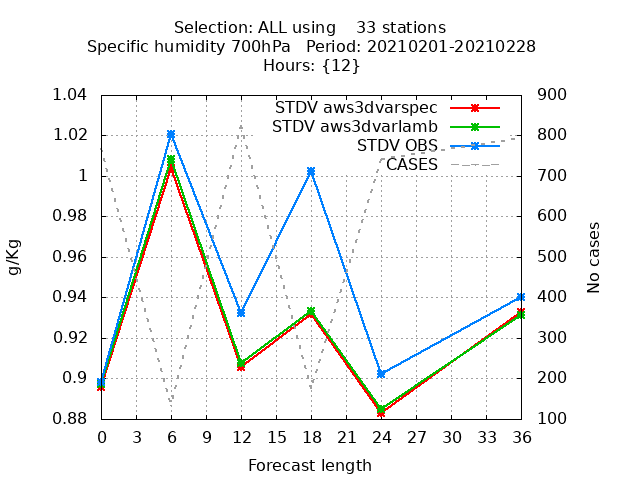 Selection: ALL using    33 stations
Specific humidity 700hPa   Period: 20210201-20210228
Hours: {12}
STDV aws3dvarspec
STDV aws3dvarlamb
STDV OBS
CASES
g/Kg
1.04
1.02
1
0.98
0.96
0.94
0.92
0.9
0.88
900
800
700
600
500
400
300
200
100
No cases
0 3 6 9 12 15 18 21 24 27 30 33 36
Forecast length